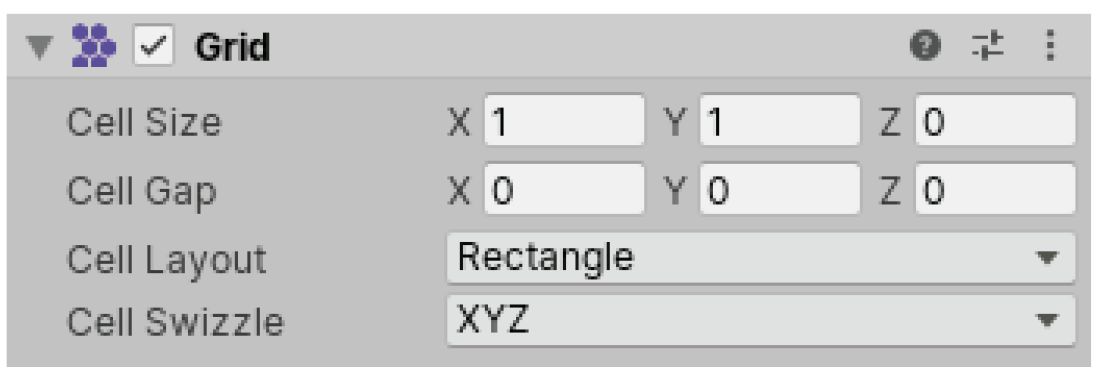 Grid
Cell Size X 1 Y 1 Z 0
Cell Gap X 0 Y 0 Z 0
Cell Layout Rectangle
Cell Swizzle XYZ